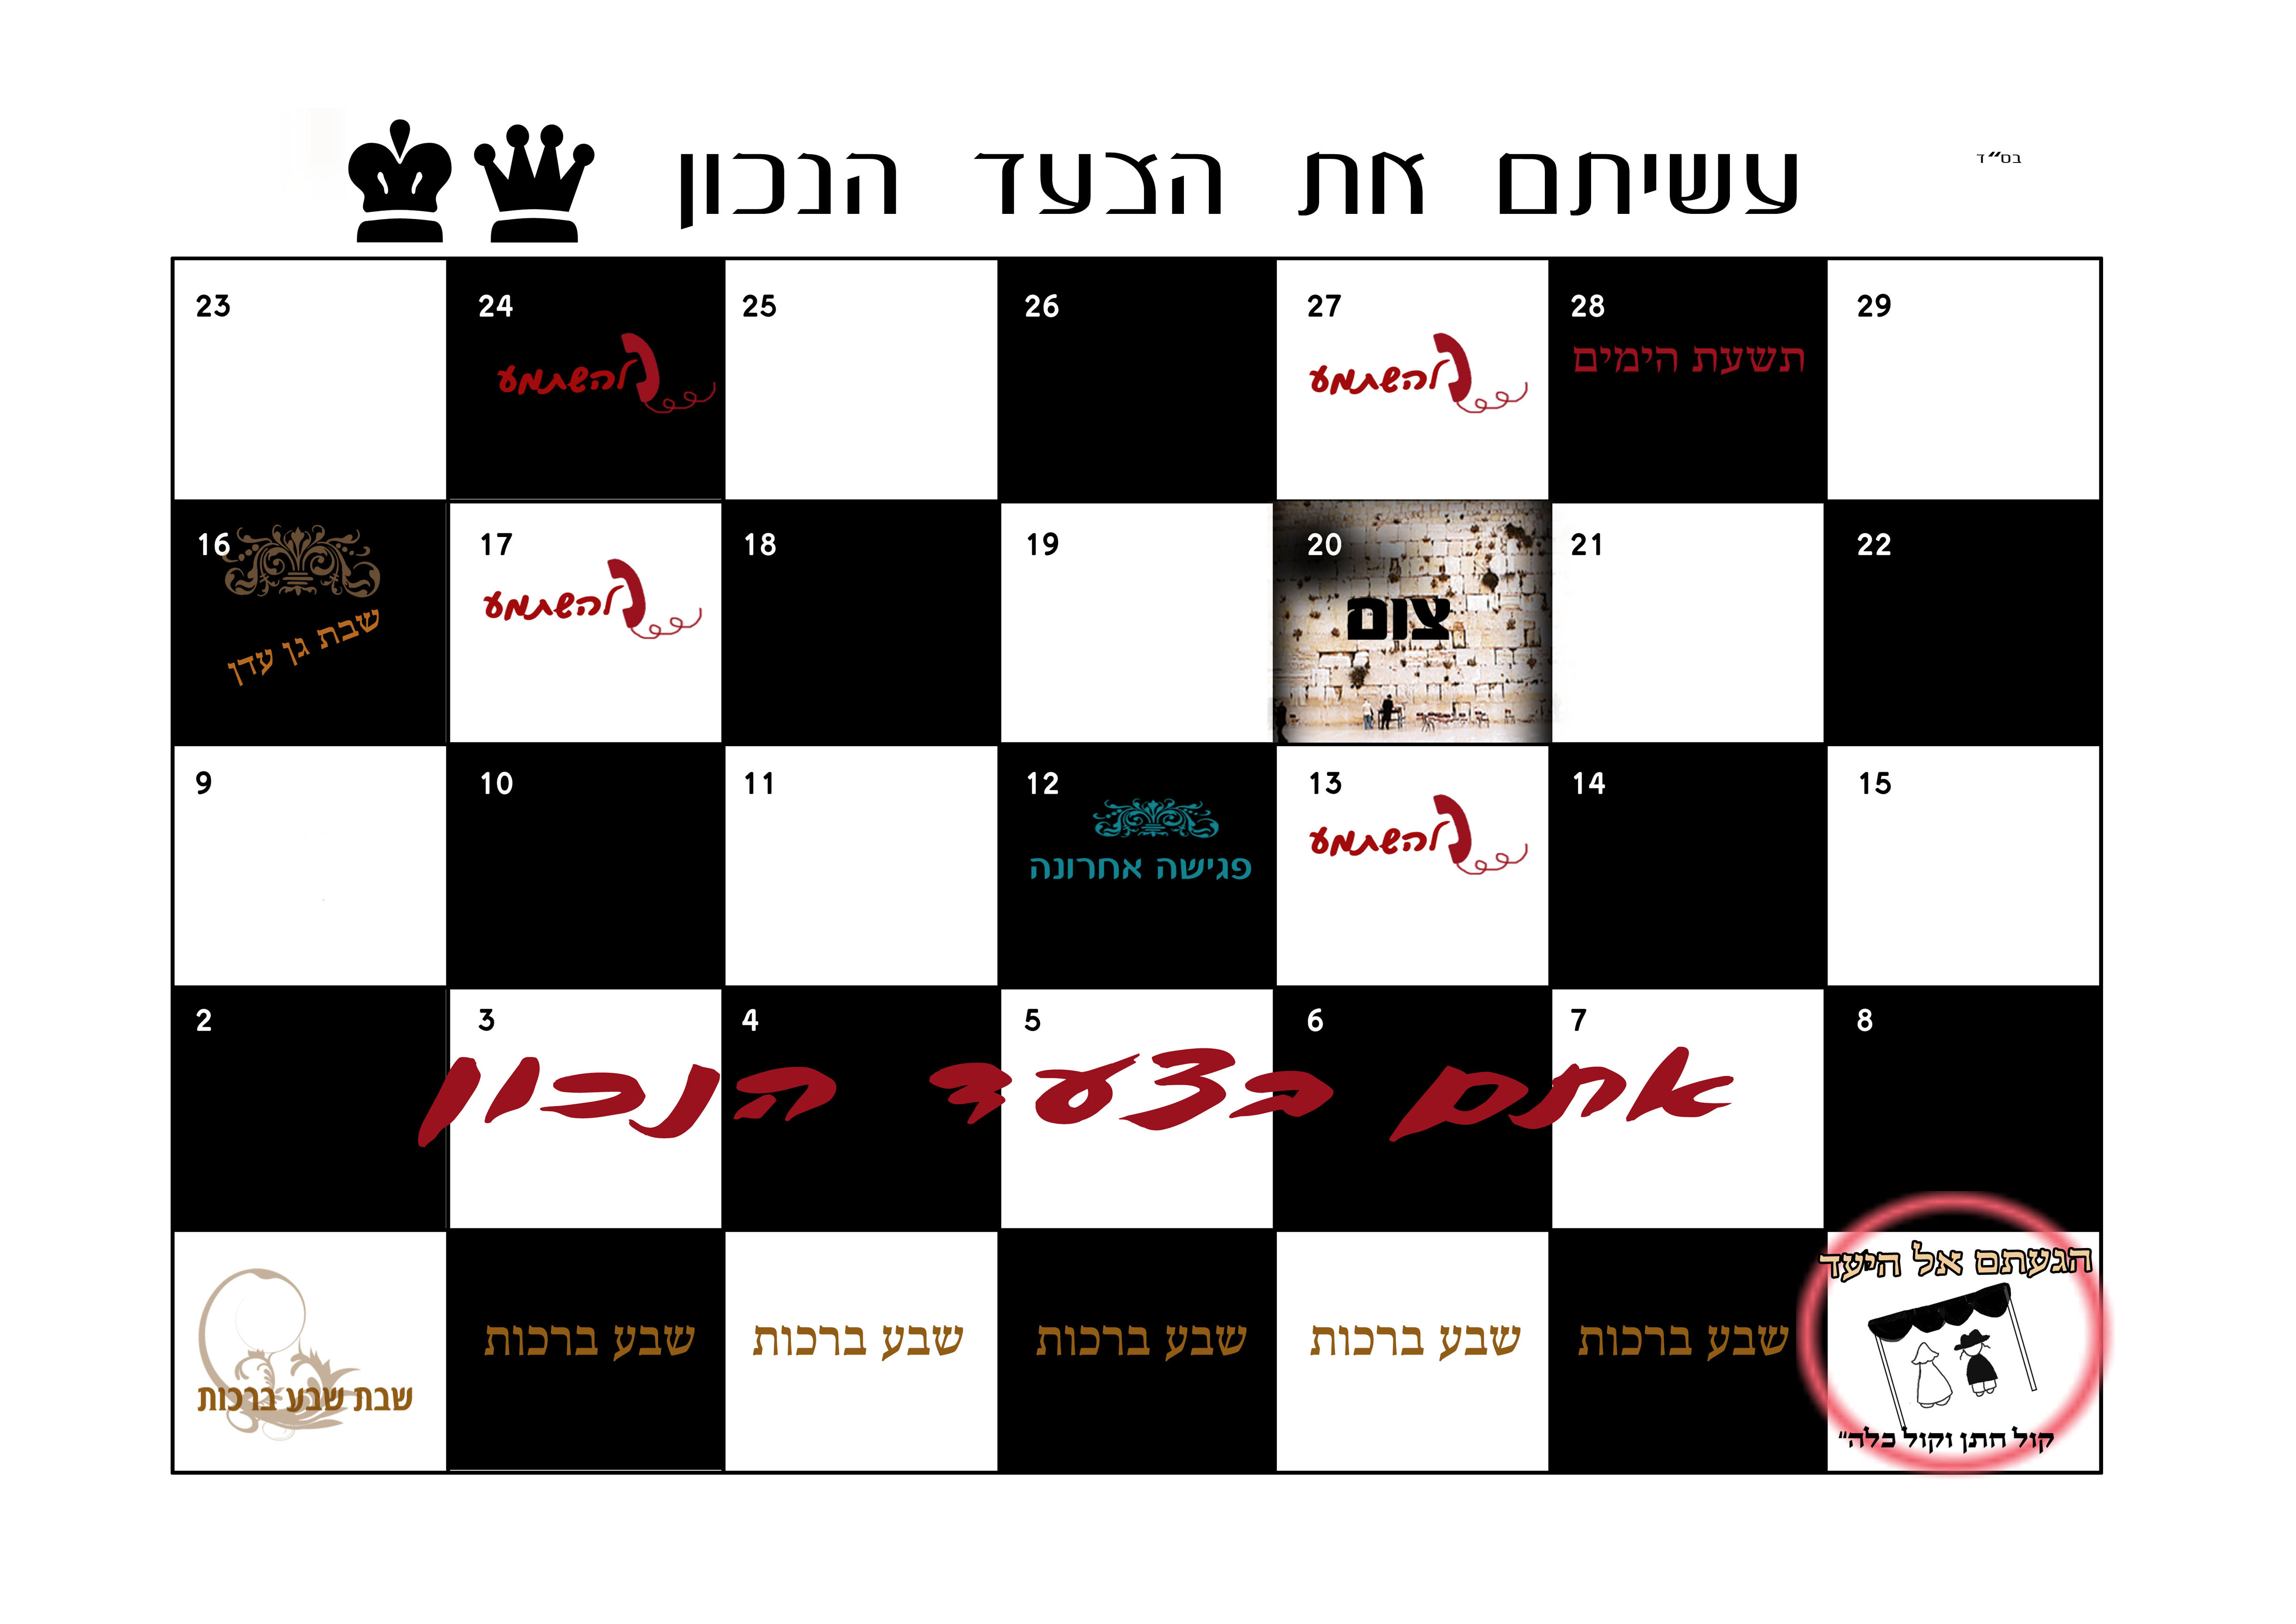 בס״ד
עשיתם את הצעד הנכון
29
28
תשעת הימים
27
להשתמע
26
25
24
להשתמע
23
22
21
20
צום
19
18
17
להשתמע
16
שבת גן עדן
15
14
13
להשתמע
12
פגישה אחרונה
11
10
9
8
7
6
5
4
3
2
אתם בצעד הנכון
הגעתם אל היעד
קול חתן וקול כלה״
שבע ברכות
שבע ברכות
שבע ברכות
שבע ברכות
שבע ברכות
שבת שבע ברכות